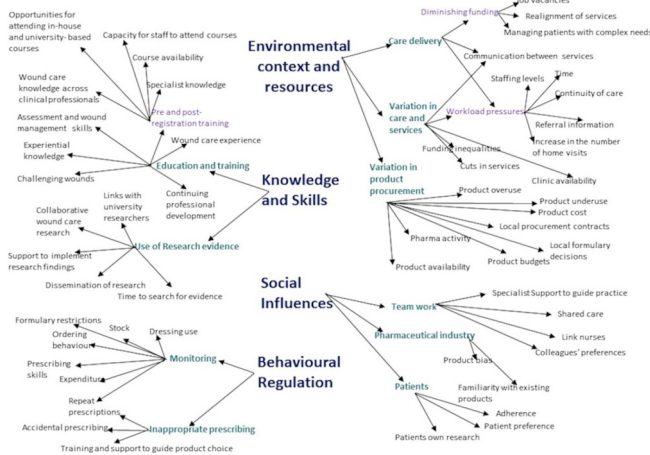 Opportunities for
attending in-house
and university- based
courses
Capacity for staff to attend courses
Course availability
Specialist knowledge
Wound care
knowledge across
clinical professionals
Pre and post-
registration training
Assessment and wound
management skills
Wound care experience
Experiential
knowledge
Education and training
Challenging wounds
Continuing
professional
development
Links with
university
researchers
Collaborative
wound care
research
Use of Research evidence
Support to implement
research findings
Dissemination of research
Time to search for evidence
Formulary restrictions
Stock
Ordering
behaviour
Dressing use
Monitoring
Prescribing
skills
Expenditure
Repeat
prescriptions
Accidental prescribing
Inappropriate prescribing
Training and support to guide product choice
Environmental
context and
resources
Knowledge
and Skills
Social
Influences
Behavioural
Regulation
Job vacancies
Diminishing funding
Realignment of services
Managing patients with complex needs
Care delivery
Communication between services
Staffing levels
Time
Continuity of care
Variation in
care and
services
Workload pressures
Referral information
Increase in the number
of home visits
Funding inequalities
Cuts in services
Clinic availability
Variation in
product
procurement
Product overuse
Product underuse
Product cost
Local procurement contracts
Pharma activity
Local formulary
decisions
Product budgets
Product availability
Team work
Specialist Support to guide practice
Shared care
Link nurses
Colleagues' preferences
Pharmaceutical industry
Product bias
Familiarity with existing
products
Patients
Adherence
Patient preference
Patients own research